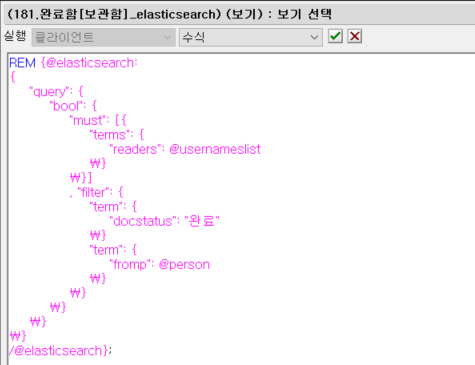 (181.완료함[보관함]_elasticsearch) (보기) : 보기 선택
실행 클라이언트 수식
REM {@elasticsearch:
{
"query": {
"bool": {
"must": [{
"terms": {
"readers": @usernameslist
₩}
₩}]
, "filter": {
"term": {
"docstatus": "완료"
₩}
"term": {
"fromp": @person
₩}
₩}
₩}
₩}
₩}
/@elasticsearch};